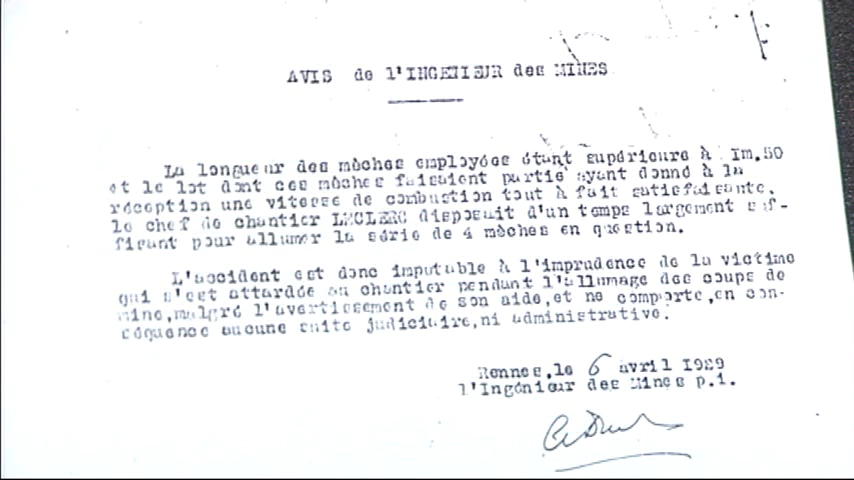 AVIS de l'INGENIEUR des MINES
La longueur des mèches employées étant supérieure à Im.50
et le lot dont ces mèches faisaient partie ayant donné à la
réception une vitesse de combustion tout à fait satisfaisante,
le chef de chantier LECLERC disposait d'un temps largement suf-
fisant pour allumer la série de 4 mèches en question.
L'accident est donc imputable à l'imprudence de la victime
qui s'est attardée au chantier pendant l'allumage des coups de
mine,malgré l'avertissement de son aide,et ne comporte,en con-
séquence aucune suite judiciaire,ni administrative.
Rennes,le 6 avril 1929
l'Ingénieur des Mines p.i.